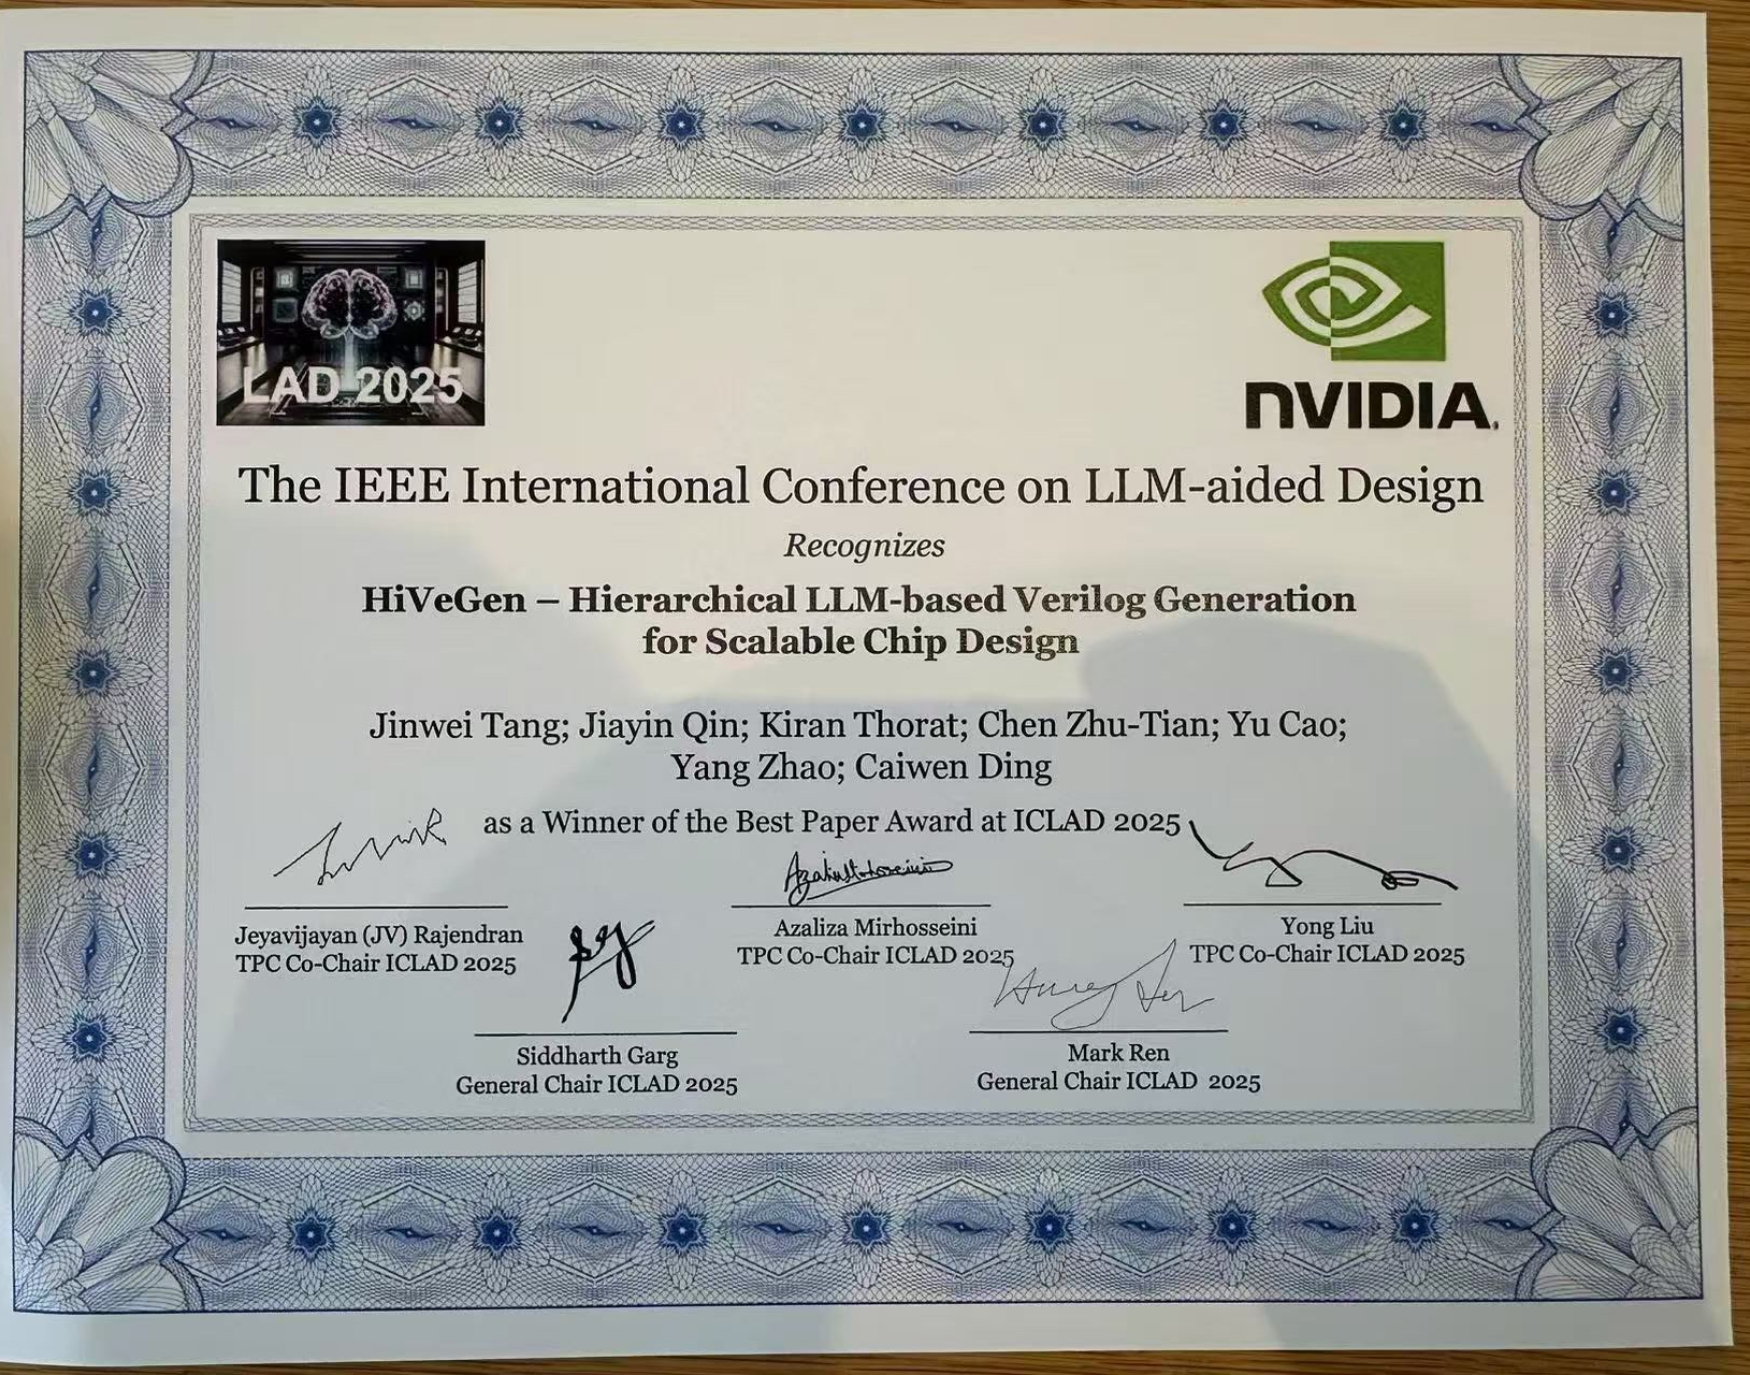 LAD 2025
NVIDIA.
The IEEE International Conference on LLM-aided Design
Recognizes
HiVeGen – Hierarchical LLM-based Verilog Generation
for Scalable Chip Design
Jinwei Tang; Jiayin Qin; Kiran Thorat; Chen Zhu-Tian; Yu Cao;
Yang Zhao; Caiwen Ding
as a Winner of the Best Paper Award at ICLAD 2025
Jeyavijayan (JV) Rajendran
TPC Co-Chair ICLAD 2025
Azaliza Mirhosseini
TPC Co-Chair ICLAD 2025
Yong Liu
TPC Co-Chair ICLAD 2025
Siddharth Garg
General Chair ICLAD 2025
Mark Ren
General Chair ICLAD 2025